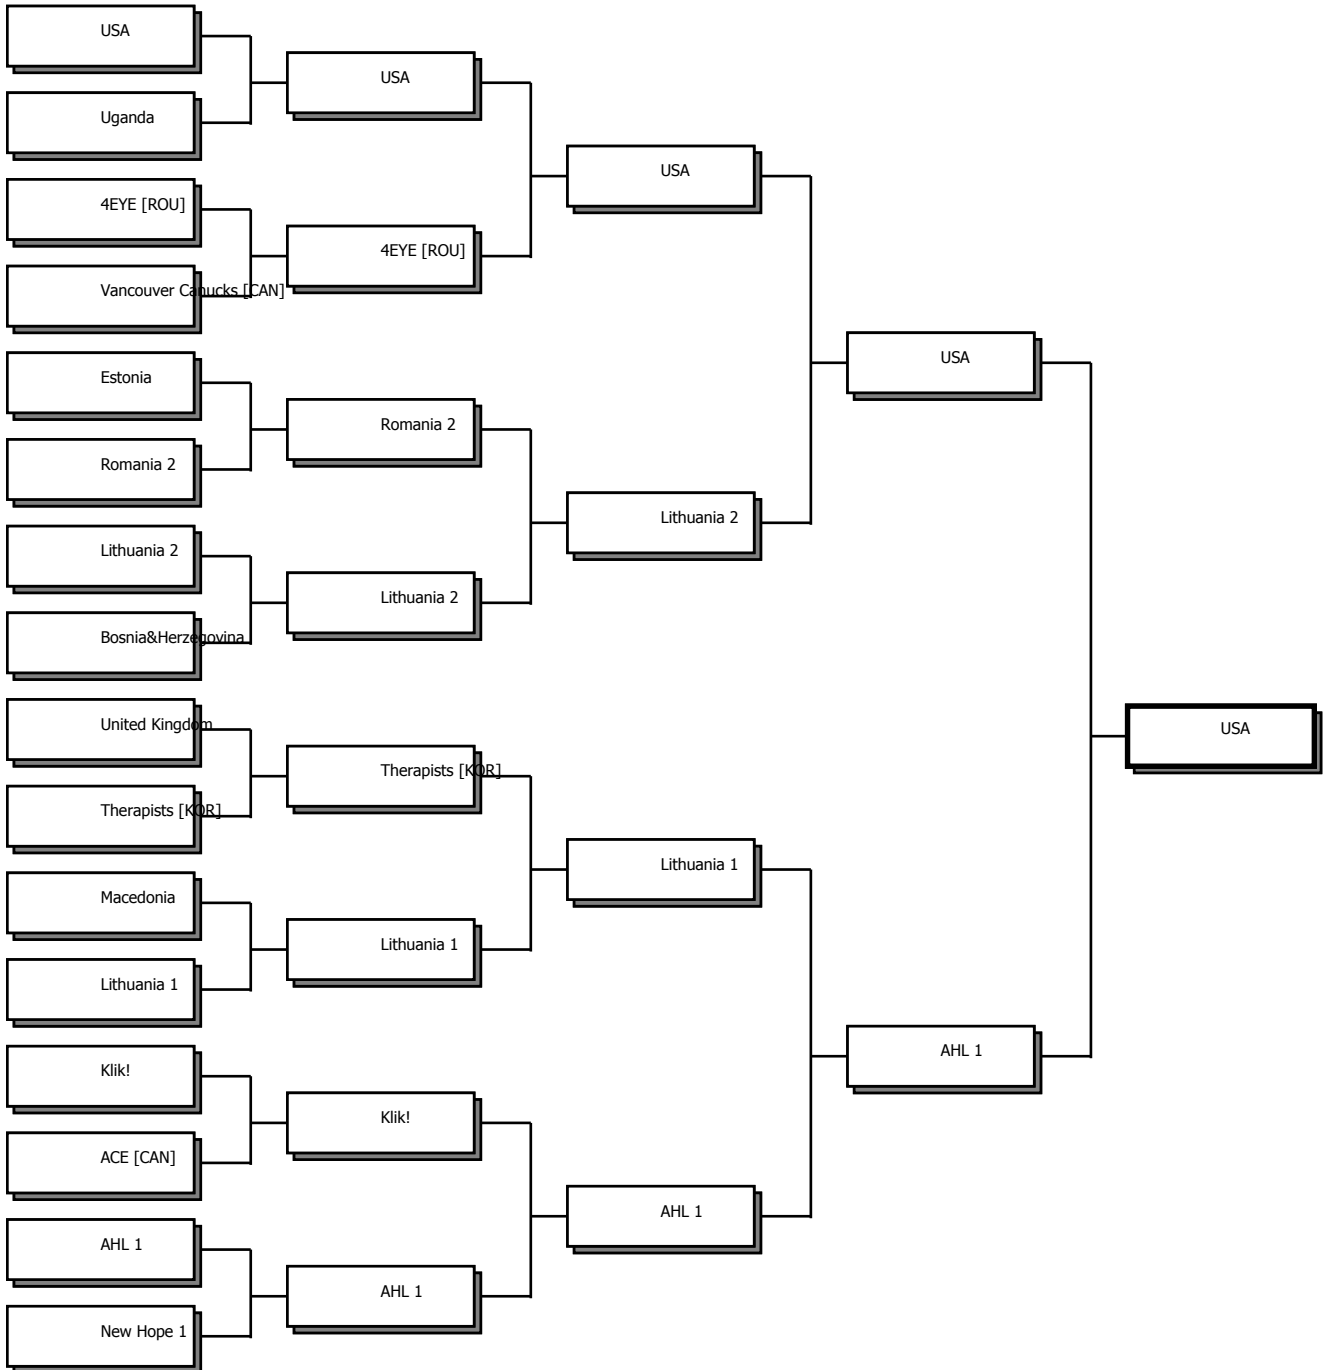 USA
Uganda
4EYE [ROU]
Vancouver Canucks [CAN]
Estonia
Romania 2
Lithuania 2
Bosnia&Herzegovina
United Kingdom
Therapists [KOR]
Macedonia
Lithuania 1
Klik!
ACE [CAN]
AHL 1
New Hope 1
USA
4EYE [ROU]
Romania 2
Lithuania 2
Therapists [KOR]
Lithuania 1
Klik!
AHL 1
USA
Lithuania 2
Lithuania 1
AHL 1
USA
AHL 1
USA